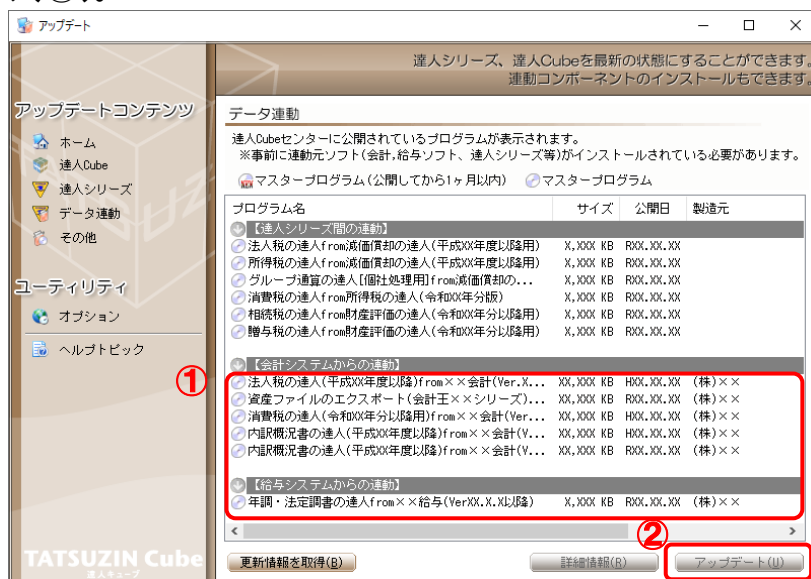 アップデート
達人シリーズ、達人Cubeを最新の状態にすることができます。
連動コンポーネントのインストールもできます。
アップデートコンテンツ
ホーム
達人Cube
達人シリーズ
データ連動
その他
ユーティリティ
オプション
ヘルプトピック
データ連動
達人Cubeセンターに公開されているプログラムが表示されます。
※事前に連動元ソフト(会計,給与ソフト、達人シリーズ等)がインストールされている必要があります。
マスタープログラム(公開してから1ヶ月以内) マスタープログラム
プログラム名 サイズ 公開日 製造元
【達人シリーズ間の連動】
法人税の達人from減価償却の達人(平成XX年度以降用) X,XXX KB RXX.XX.XX
所得税の達人from減価償却の達人(平成XX年度以降用) X,XXX KB RXX.XX.XX
グループ通算の達人[個社処理用]from減価償却の... X,XXX KB RXX.XX.XX
消費税の達人from所得税の達人(令和XX年分版) X,XXX KB RXX.XX.XX
相続税の達人from財産評価の達人(令和XX年分以降用) X,XXX KB RXX.XX.XX
贈与税の達人from財産評価の達人(令和XX年分以降用) X,XXX KB RXX.XX.XX
【会計システムからの連動】
①
法人税の達人(平成XX年度以降)from××会計(Ver.X... XX,XXX KB HXX.XX.XX (株)××
資産ファイルのエクスポート(会計王××シリーズ)... XX,XXX KB HXX.XX.XX (株)××
消費税の達人(令和XX年分以降用)from××会計(Ver... XX,XXX KB RXX.XX.XX (株)××
内訳概況書の達人(平成XX年度以降)from××会計(V... XX,XXX KB HXX.XX.XX (株)××
内訳概況書の達人(平成XX年度以降)from××会計(V... XX,XXX KB HXX.XX.XX (株)××
【給与システムからの連動】
年調・法定調書の達人from××給与(VerXX.X.X以降) X,XXX KB RXX.XX.XX (株)××
②
更新情報を取得(B) 詳細情報(R) アップデート(U)
TATSUZIN Cube
達人キューブ